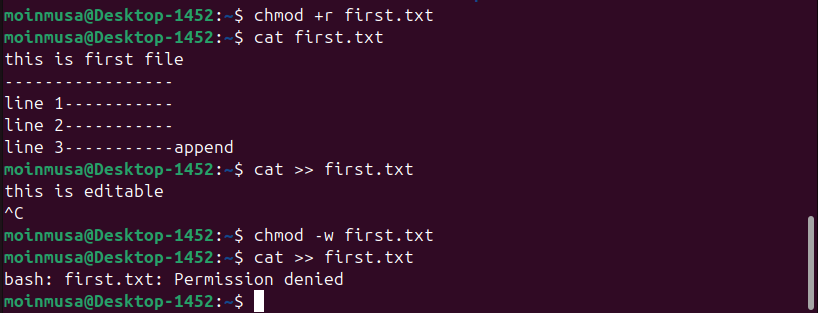 moinmusa@Desktop-1452:~$ chmod +r first.txt
moinmusa@Desktop-1452:~$ cat first.txt
this is first file
-----------------
line 1-----------
line 2-----------
line 3-----------append
moinmusa@Desktop-1452:~$ cat >> first.txt
this is editable
^C
moinmusa@Desktop-1452:~$ chmod -w first.txt
moinmusa@Desktop-1452:~$ cat >> first.txt
bash: first.txt: Permission denied
moinmusa@Desktop-1452:~$